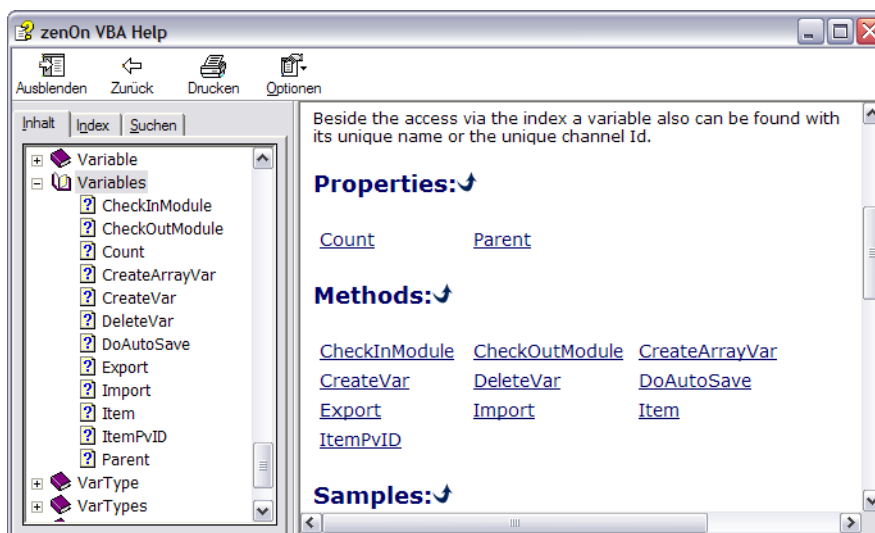 zenOn VBA Help
Ausblenden Zurück Drucken Optionen
Inhalt Index Suchen
Variable
Variables
CheckInModule
CheckOutModule
Count
CreateArrayVar
CreateVar
DeleteVar
DoAutoSave
Export
Import
Item
ItemPvID
Parent
VarType
VarTypes
Beside the access via the index a variable also can be found with
its unique name or the unique channel Id.
Properties:
Count Parent
Methods:
CheckInModule CheckOutModule CreateArrayVar
CreateVar DeleteVar DoAutoSave
Export Import Item
ItemPvID
Samples: